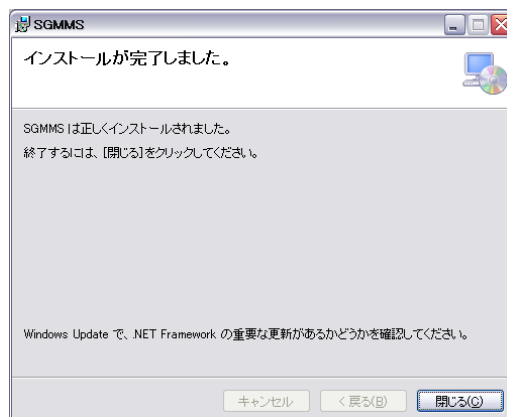 SGMMS
インストールが完了しました。
SGMMS は正しくインストールされました。
終了するには、[閉じる]をクリックしてください。
Windows Update で、.NET Framework の重要な更新があるかどうかを確認してください。
キャンセル
< 戻る(B)
閉じる(C)